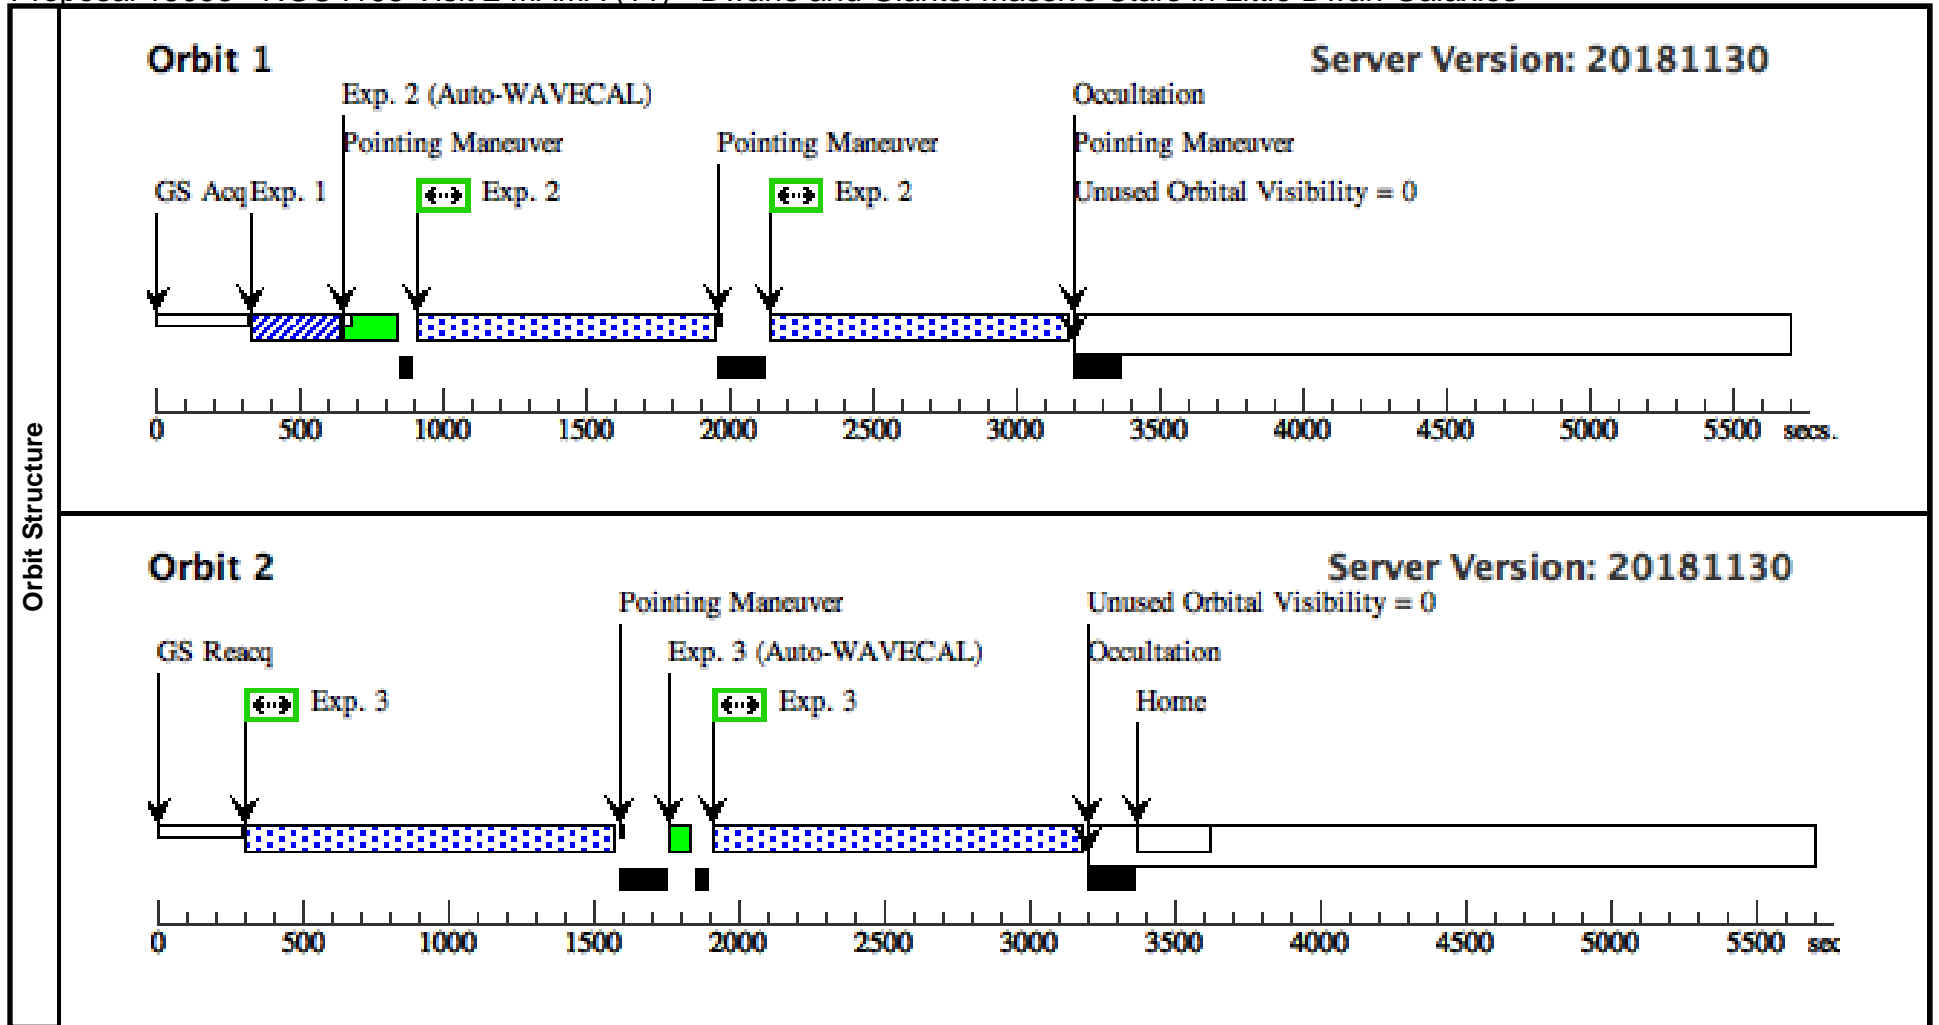 Orbit Structure
Orbit 1
Server Version: 20181130
Exp. 2 (Auto-WAVECAL)
Occultation
Pointing Maneuver
Pointing Maneuver
Pointing Maneuver
GS Acq
Exp. 1
Exp. 2
Exp. 2
Unused Orbital Visibility = 0
0 500 1000 1500 2000 2500 3000 3500 4000 4500 5000 5500 secs.
Orbit 2
Server Version: 20181130
Pointing Maneuver
Unused Orbital Visibility = 0
GS Reacq
Exp. 3 (Auto-WAVECAL)
Occultation
Exp. 3
Exp. 3
Home
0 500 1000 1500 2000 2500 3000 3500 4000 4500 5000 5500 sec